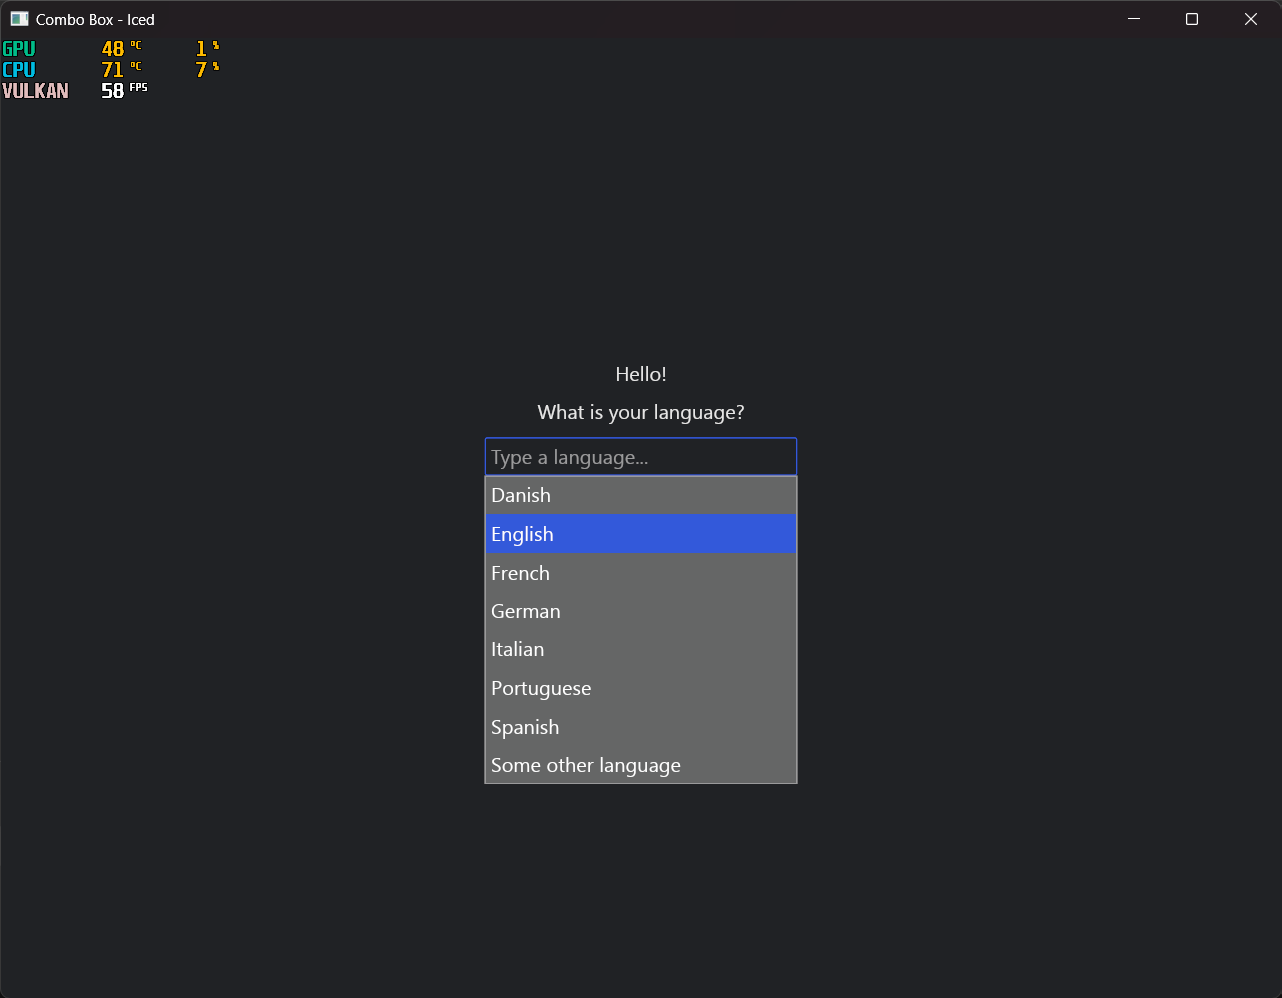 Combo Box - Iced
GPU 48 °C 1 %
CPU 71 °C 7 %
VULKAN 58 FPS
Hello!
What is your language?
Type a language...
Danish
English
French
German
Italian
Portuguese
Spanish
Some other language